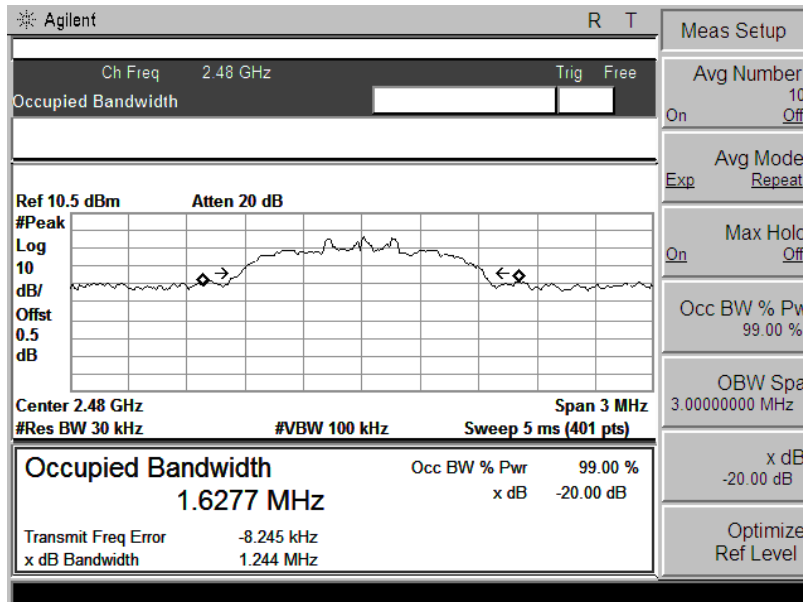 Agilent R T
Ch Freq 2.48 GHz Trig Free
Occupied Bandwidth
Ref 10.5 dBm Atten 20 dB
#Peak
Log
10
dB/
Offst
0.5
dB
Center 2.48 GHz Span 3 MHz
#Res BW 30 kHz #VBW 100 kHz Sweep 5 ms (401 pts)
Occupied Bandwidth
1.6277 MHz
Occ BW % Pwr 99.00 %
x dB -20.00 dB
Transmit Freq Error -8.245 kHz
x dB Bandwidth 1.244 MHz
Meas Setup
Avg Number
10
On Off
Avg Mode
Exp Repeat
Max Hold
On Off
Occ BW % Pw
99.00 %
OBW Spa
3.00000000 MHz
x dB
-20.00 dB
Optimize
Ref Level